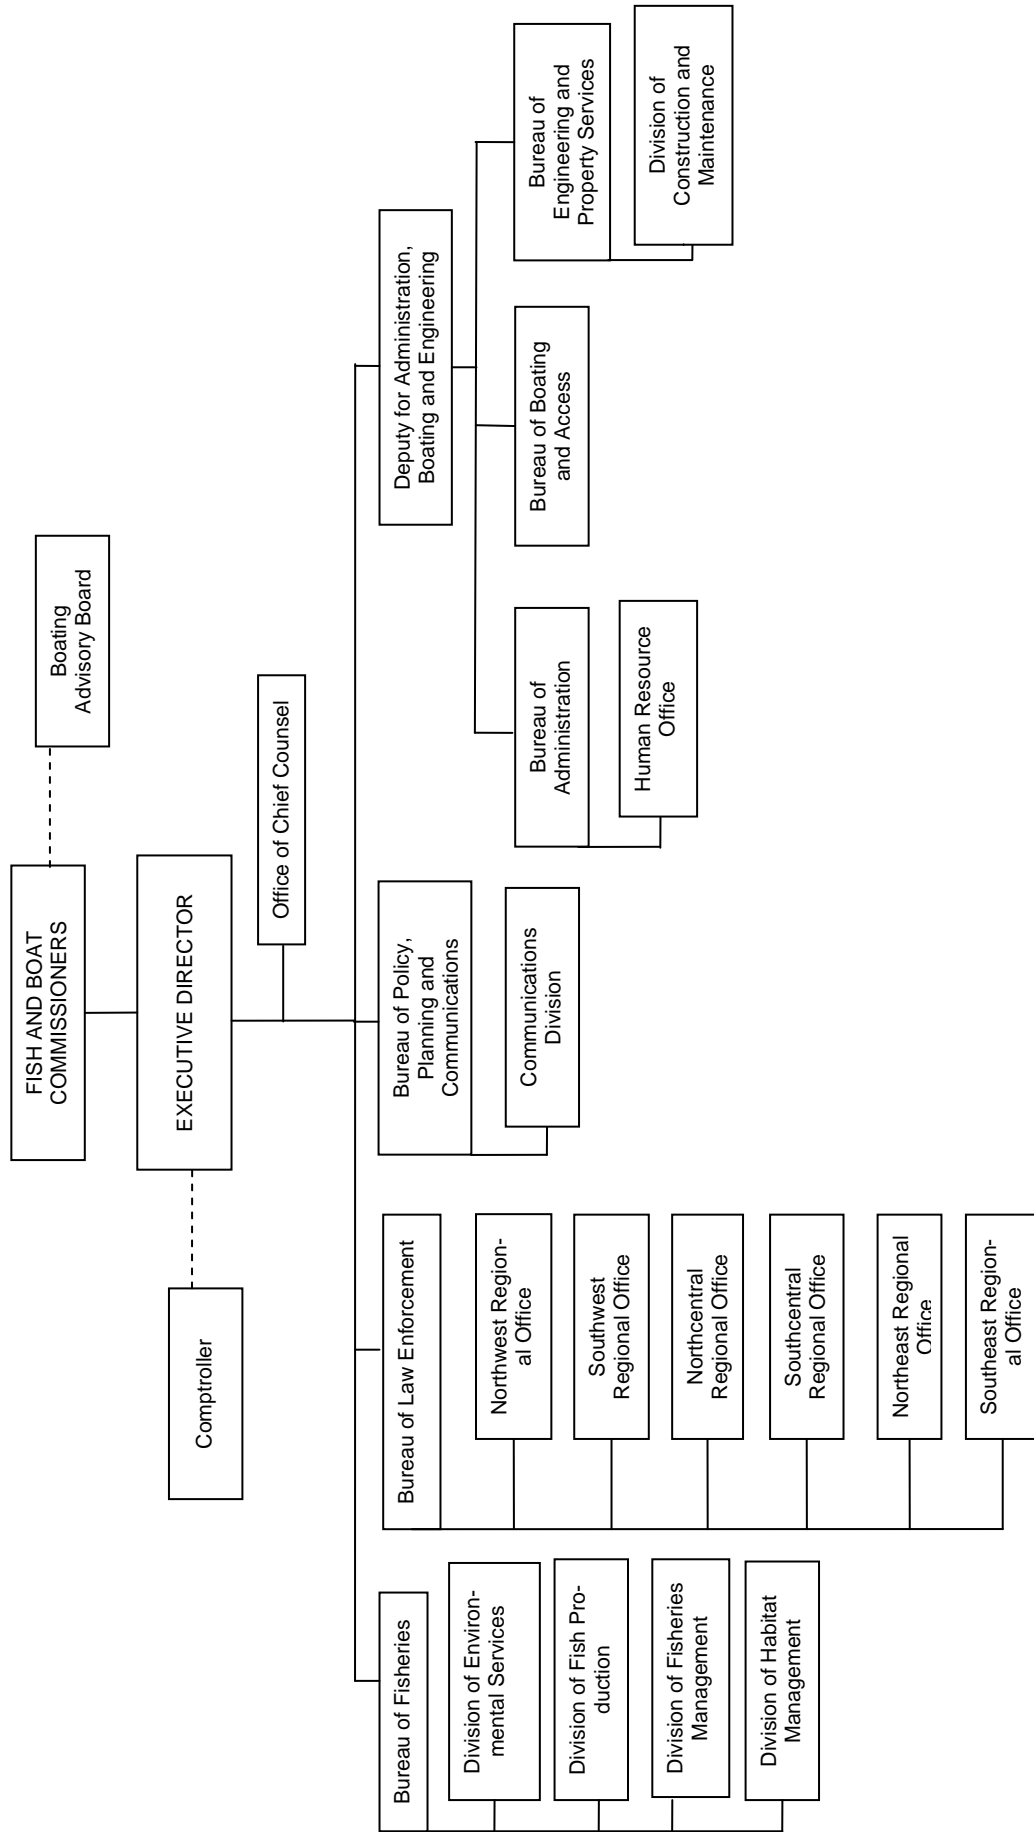 FISH AND BOAT
COMMISSIONERS
Boating
Advisory Board
EXECUTIVE DIRECTOR
Comptroller
Office of Chief Counsel
Bureau of Fisheries
Division of Environ-
mental Services
Division of Fish Pro-
duction
Division of Fisheries
Management
Division of Habitat
Management
Bureau of Law Enforcement
Northwest Region-
al Office
Southwest
Regional Office
Northcentral
Regional Office
Southcentral
Regional Office
Northeast Regional
Office
Southeast Region-
al Office
Bureau of Policy,
Planning and
Communications
Communications
Division
Deputy for Administration,
Boating and Engineering
Bureau of
Administration
Human Resource
Office
Bureau of Boating
and Access
Bureau of
Engineering and
Property Services
Division of
Construction and
Maintenance